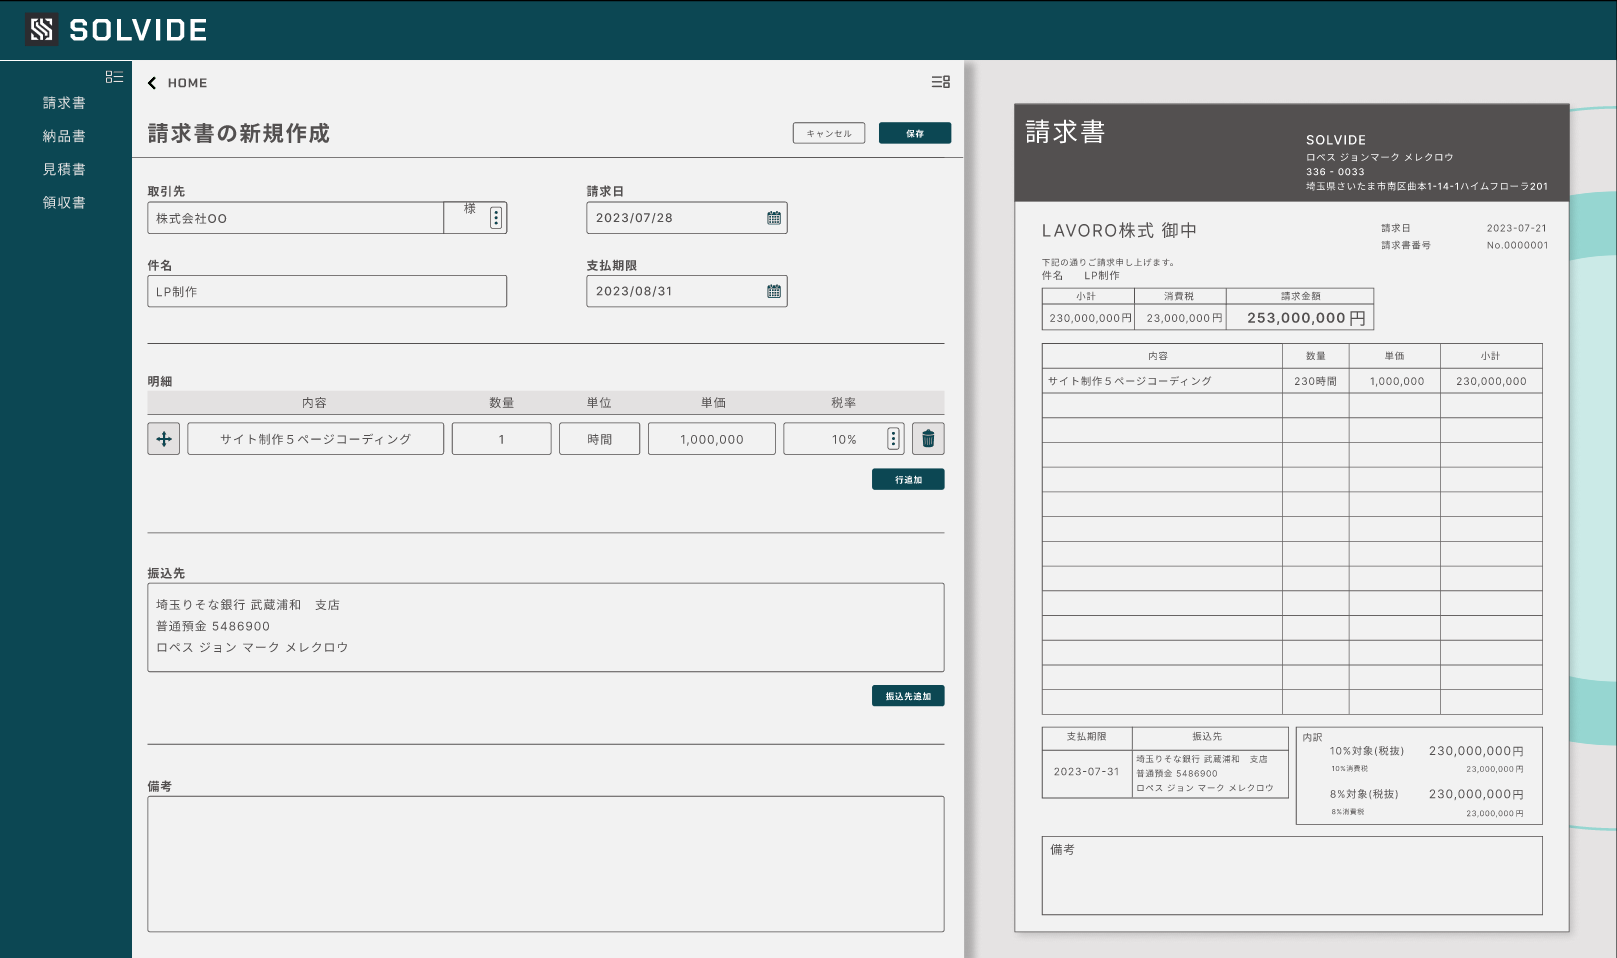 SOLVIDE
請求書
納品書
見積書
領収書
HOME
請求書の新規作成
キャンセル
保存
取引先
株式会社OO
様
請求日
2023/07/28
件名
LP制作
支払期限
2023/08/31
明細
内容 数量 単位 単価 税率
サイト制作５ページコーディング 1 時間 1,000,000 10%
行追加
振込先
埼玉りそな銀行 武蔵浦和　支店
普通預金 5486900
ロペス ジョン マーク メレクロウ
振込先追加
備考
請求書
SOLVIDE
ロペス ジョンマーク メレクロウ
336 - 0033
埼玉県さいたま市南区曲本1-14-1ハイムフローラ201
LAVORO株式 御中
請求日 2023-07-21
請求書番号 No.0000001
下記の通りご請求申し上げます。
件名 LP制作
小計 消費税 請求金額
230,000,000円 23,000,000円 253,000,000円
内容 数量 単価 小計
サイト制作５ページコーディング 230時間 1,000,000 230,000,000
支払期限 振込先
2023-07-31
埼玉りそな銀行 武蔵浦和　支店
普通預金 5486900
ロペス ジョン マーク メレクロウ
内訳
10%対象(税抜) 230,000,000円
10%消費税 23,000,000円
8%対象(税抜) 230,000,000円
8%消費税 23,000,000円
備考